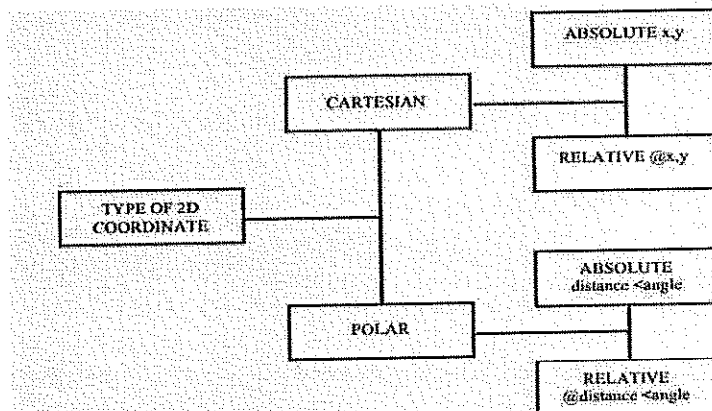 ABSOLUTE x,y
CARTESIAN
RELATIVE @x,y
TYPE OF 2D
COORDINATE
ABSOLUTE
distance <angle
POLAR
RELATIVE
@distance <angle